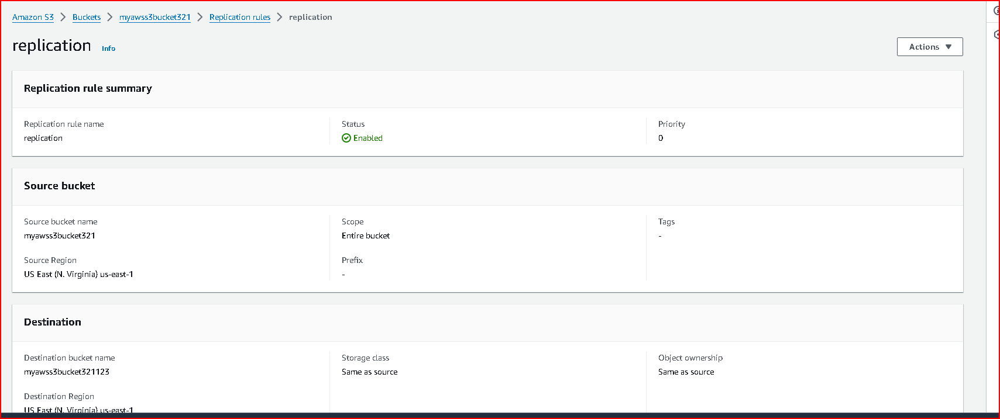 Amazon S3 > Buckets > myawss3bucket321 > Replication rules > replication
replication Info
Actions ▼
Replication rule summary
Replication rule name
replication
Status
Enabled
Priority
0
Source bucket
Source bucket name
myawss3bucket321
Source Region
US East (N. Virginia) us-east-1
Scope
Entire bucket
Prefix
-
Tags
-
Destination
Destination bucket name
myawss3bucket321123
Destination Region
US East (N. Virginia) us-east-1
Storage class
Same as source
Object ownership
Same as source